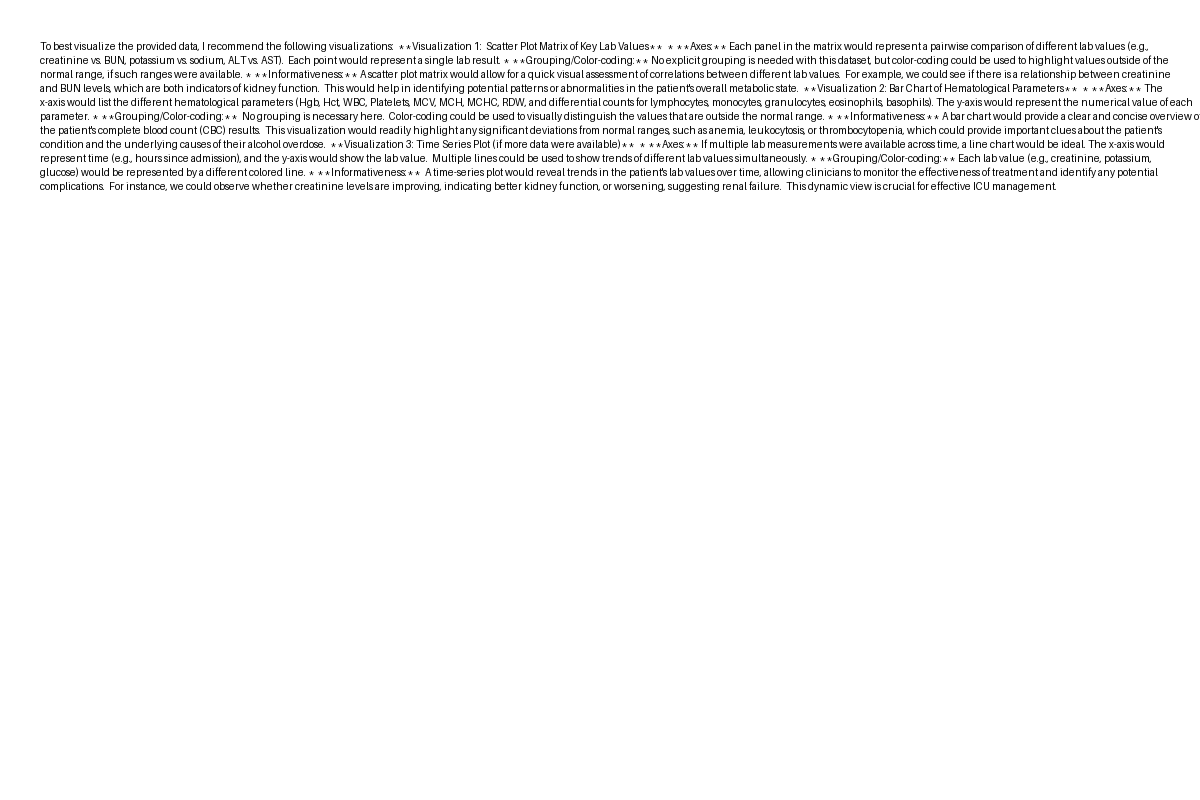 To best visualize the provided data, I recommend the following visualizations: **Visualization 1: Scatter Plot Matrix of Key Lab Values** * **Axes:** Each panel in the matrix would represent a pairwise comparison of different lab values (e.g.,
creatinine vs. BUN, potassium vs. sodium, ALT vs. AST). Each point would represent a single lab result. * **Grouping/Color-coding:** No explicit grouping is needed with this dataset, but color-coding could be used to highlight values outside of the
normal range, if such ranges were available. * **Informativeness:** A scatter plot matrix would allow for a quick visual assessment of correlations between different lab values. For example, we could see if there is a relationship between creatinine
and BUN levels, which are both indicators of kidney function. This would help in identifying potential patterns or abnormalities in the patient's overall metabolic state. **Visualization 2: Bar Chart of Hematological Parameters** * **Axes:** The
x-axis would list the different hematological parameters (Hgb, Hct, WBC, Platelets, MCV, MCH, MCHC, RDW, and differential counts for lymphocytes, monocytes, granulocytes, eosinophils, basophils). The y-axis would represent the numerical value of each
parameter. * **Grouping/Color-coding:** No grouping is necessary here. Color-coding could be used to visually distinguish the values that are outside the normal range. * **Informativeness:** A bar chart would provide a clear and concise overview o
the patient's complete blood count (CBC) results. This visualization would readily highlight any significant deviations from normal ranges, such as anemia, leukocytosis, or thrombocytopenia, which could provide important clues about the patient's
condition and the underlying causes of their alcohol overdose. **Visualization 3: Time Series Plot (if more data were available)** * **Axes:** If multiple lab measurements were available across time, a line chart would be ideal. The x-axis would
represent time (e.g., hours since admission), and the y-axis would show the lab value. Multiple lines could be used to show trends of different lab values simultaneously. * **Grouping/Color-coding:** Each lab value (e.g., creatinine, potassium,
glucose) would be represented by a different colored line. * **Informativeness:** A time-series plot would reveal trends in the patient's lab values over time, allowing clinicians to monitor the effectiveness of treatment and identify any potential
complications. For instance, we could observe whether creatinine levels are improving, indicating better kidney function, or worsening, suggesting renal failure. This dynamic view is crucial for effective ICU management.